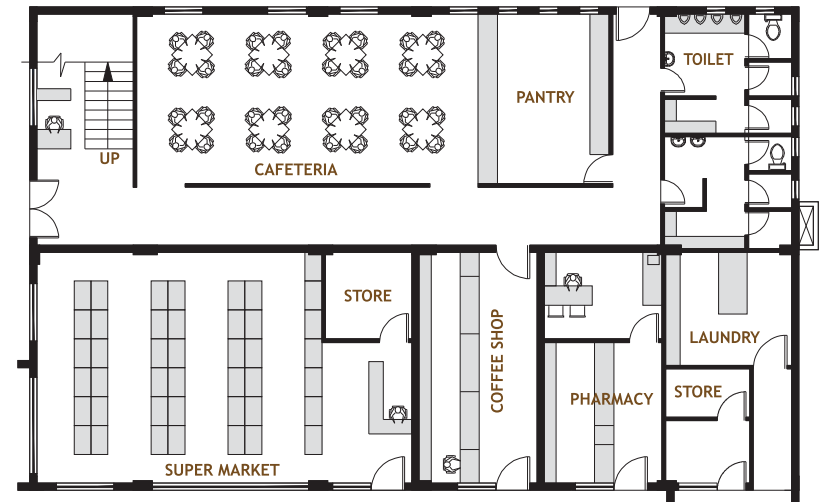 TOILET
PANTRY
UP
CAFETERIA
STORE
COFFEE SHOP
LAUNDRY
PHARMACY
STORE
SUPER MARKET